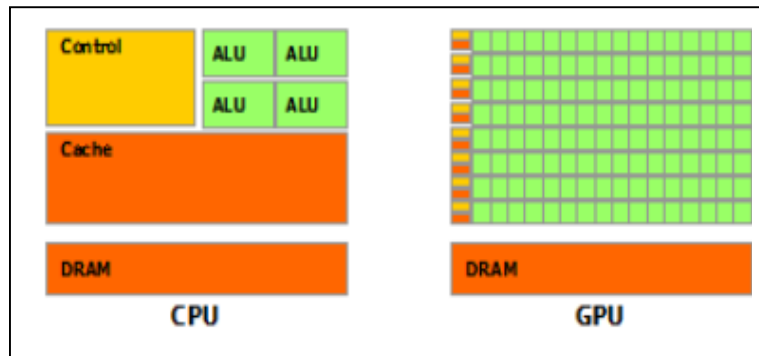 Control
ALU ALU
ALU ALU
Cache
DRAM
DRAM
CPU
GPU